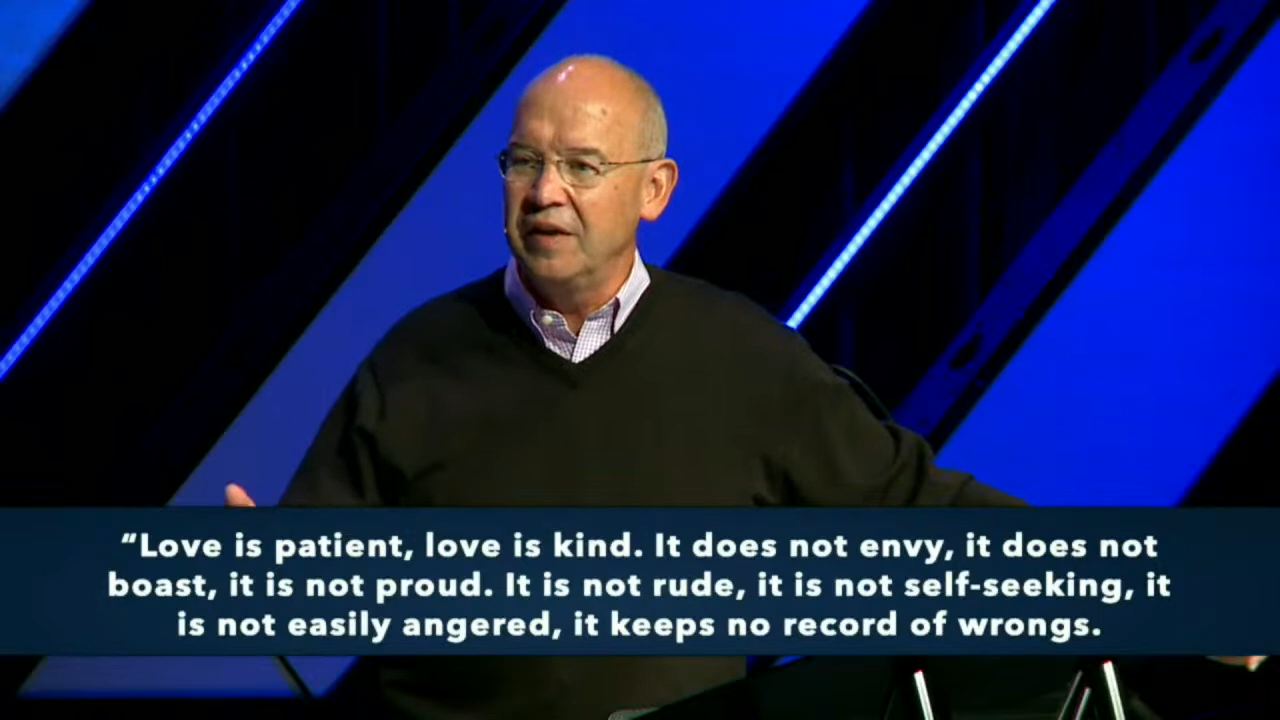 “Love is patient, love is kind. It does not envy, it does not
boast, it is not proud. It is not rude, it is not self-seeking, it
is not easily angered, it keeps no record of wrongs.